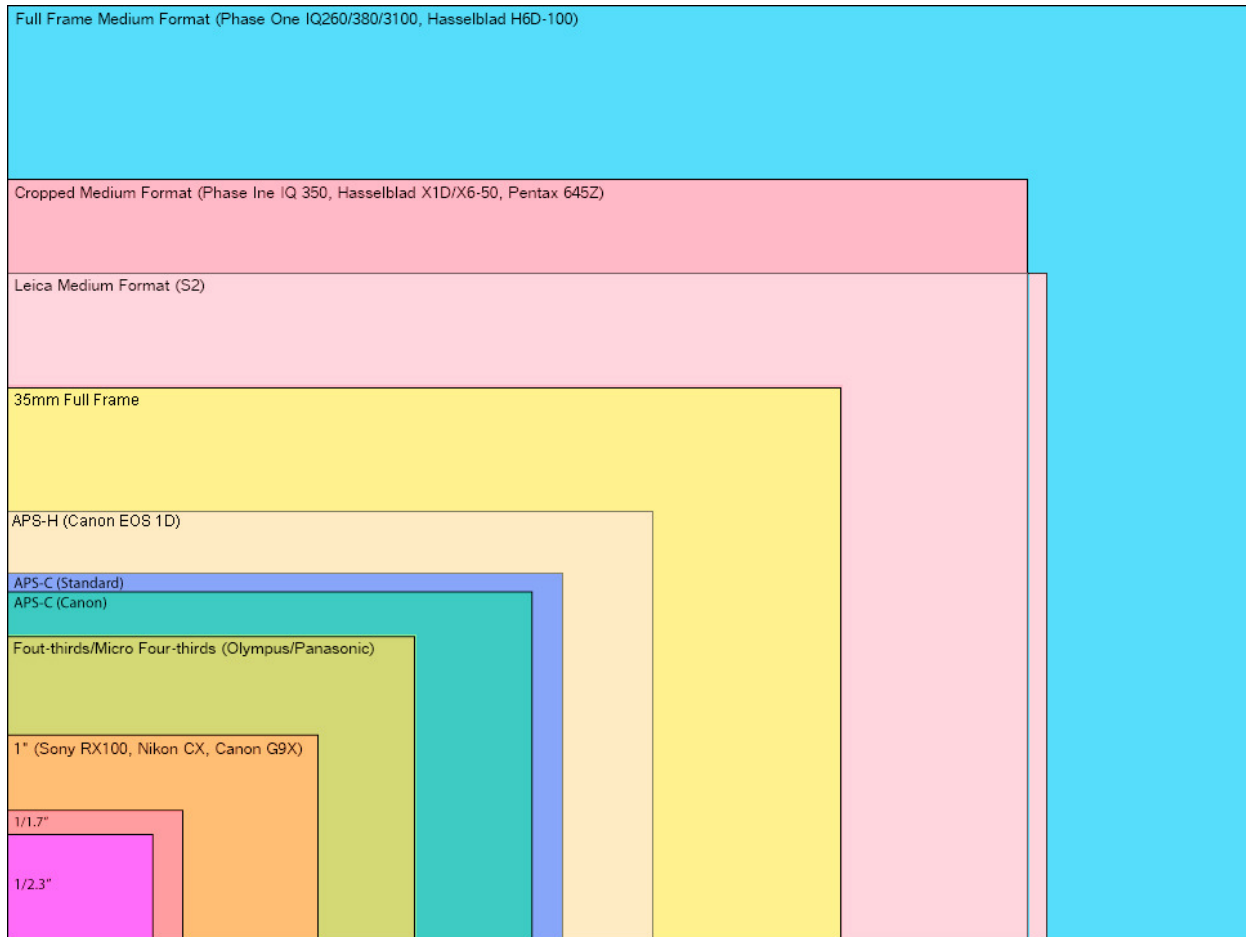 Full Frame Medium Format (Phase One IQ260/380/3100, Hasselblad H6D-100)
Cropped Medium Format (Phase Ine IQ 350, Hasselblad X1D/X6-50, Pentax 645Z)
Leica Medium Format (S2)
35mm Full Frame
APS-H (Canon EOS 1D)
APS-C (Standard)
APS-C (Canon)
Fout-thirds/Micro Four-thirds (Olympus/Panasonic)
1" (Sony RX100, Nikon CX, Canon G9X)
1/1.7”
1/2.3”